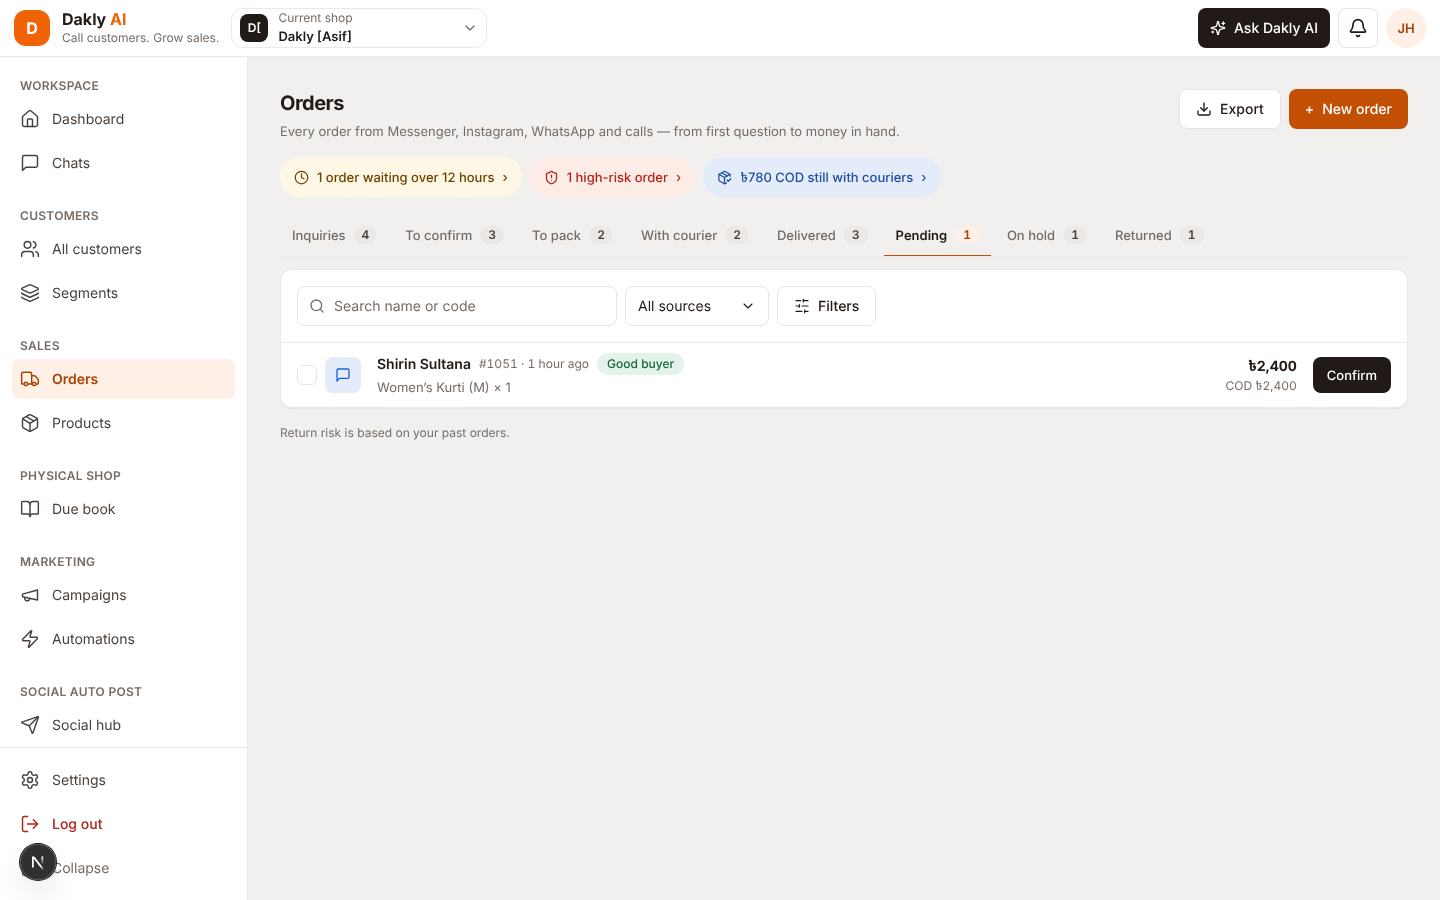 D
Dakly AI
Call customers. Grow sales.
D[
Current shop
Dakly [Asif]
Ask Dakly AI
JH
WORKSPACE
Dashboard
Chats
CUSTOMERS
All customers
Segments
SALES
Orders
Products
PHYSICAL SHOP
Due book
MARKETING
Campaigns
Automations
SOCIAL AUTO POST
Social hub
Settings
Log out
N
Collapse
Orders
Every order from Messenger, Instagram, WhatsApp and calls — from first question to money in hand.
Export
+ New order
1 order waiting over 12 hours ›
1 high-risk order ›
৳780 COD still with couriers ›
Inquiries 4 To confirm 3 To pack 2 With courier 2 Delivered 3 Pending 1 On hold 1 Returned 1
Search name or code
All sources
Filters
Shirin Sultana #1051 · 1 hour ago Good buyer
Women’s Kurti (M) × 1
৳2,400
COD ৳2,400
Confirm
Return risk is based on your past orders.